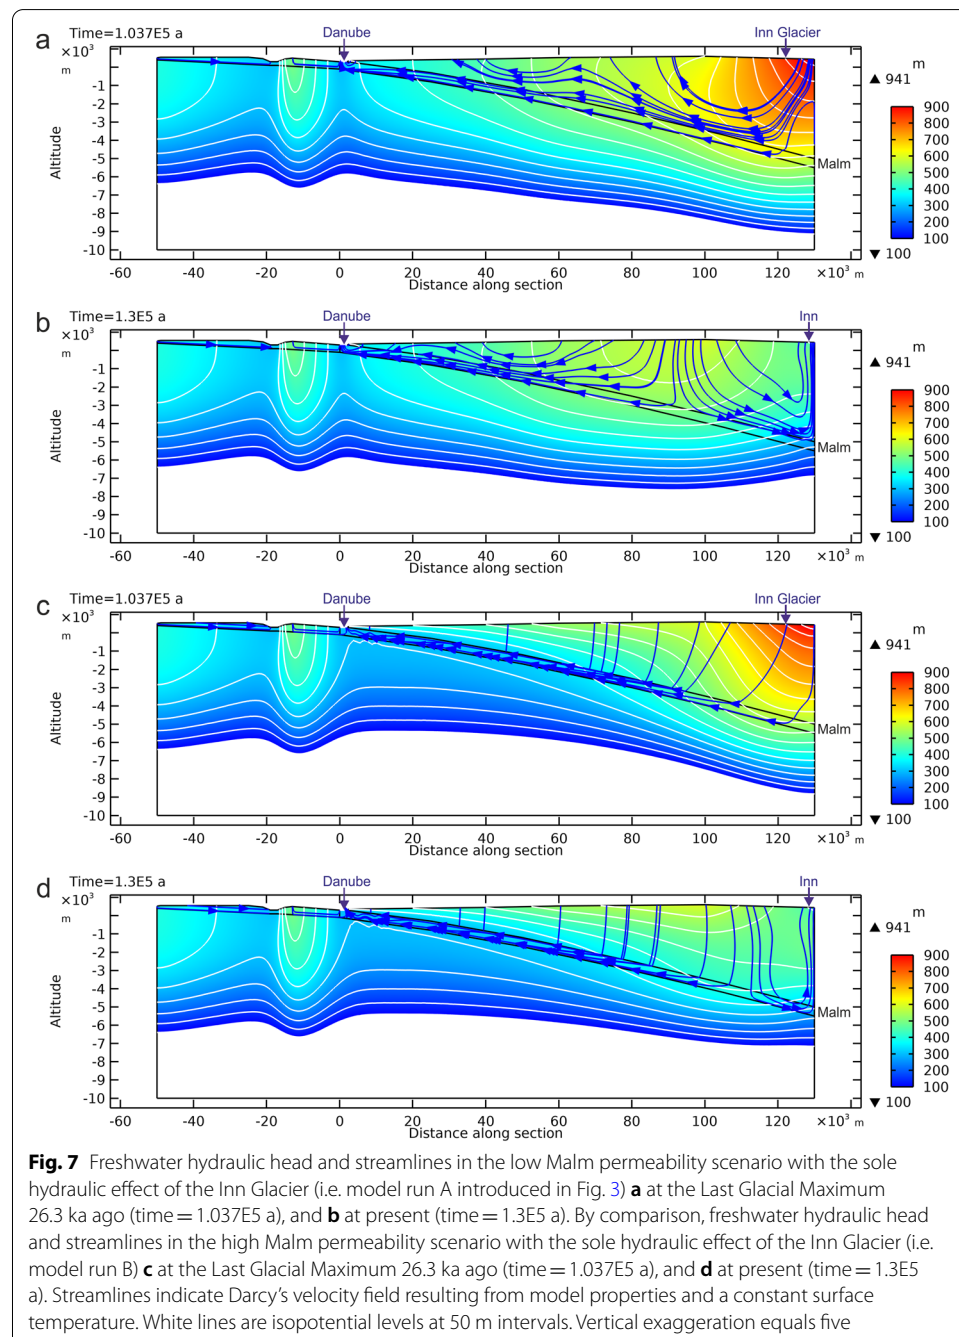 a
Time=1.037E5 a
Danube
Inn Glacier
×10³
m
m
▲ 941
-1
-2
-3
-4
-5
-6
-7
-8
-9
-10
Altitude
Malm
900
800
700
600
500
400
300
200
100
▼ 100
-60 -40 -20 0 20 40 60 80 100 120 ×10³ m
Distance along section
b
Time=1.3E5 a
Danube
Inn
×10³
m
m
▲ 941
-1
-2
-3
-4
-5
-6
-7
-8
-9
-10
Altitude
Malm
900
800
700
600
500
400
300
200
100
▼ 100
-60 -40 -20 0 20 40 60 80 100 120 ×10³ m
Distance along section
c
Time=1.037E5 a
Danube
Inn Glacier
×10³
m
m
▲ 941
-1
-2
-3
-4
-5
-6
-7
-8
-9
-10
Altitude
Malm
900
800
700
600
500
400
300
200
100
▼ 100
-60 -40 -20 0 20 40 60 80 100 120 ×10³ m
Distance along section
d
Time=1.3E5 a
Danube
Inn
×10³
m
m
▲ 941
-1
-2
-3
-4
-5
-6
-7
-8
-9
-10
Altitude
Malm
900
800
700
600
500
400
300
200
100
▼ 100
-60 -40 -20 0 20 40 60 80 100 120 ×10³ m
Distance along section
Fig. 7 Freshwater hydraulic head and streamlines in the low Malm permeability scenario with the sole
hydraulic effect of the Inn Glacier (i.e. model run A introduced in Fig. 3) a at the Last Glacial Maximum
26.3 ka ago (time = 1.037E5 a), and b at present (time = 1.3E5 a). By comparison, freshwater hydraulic head
and streamlines in the high Malm permeability scenario with the sole hydraulic effect of the Inn Glacier (i.e.
model run B) c at the Last Glacial Maximum 26.3 ka ago (time = 1.037E5 a), and d at present (time = 1.3E5
a). Streamlines indicate Darcy's velocity field resulting from model properties and a constant surface
temperature. White lines are isopotential levels at 50 m intervals. Vertical exaggeration equals five